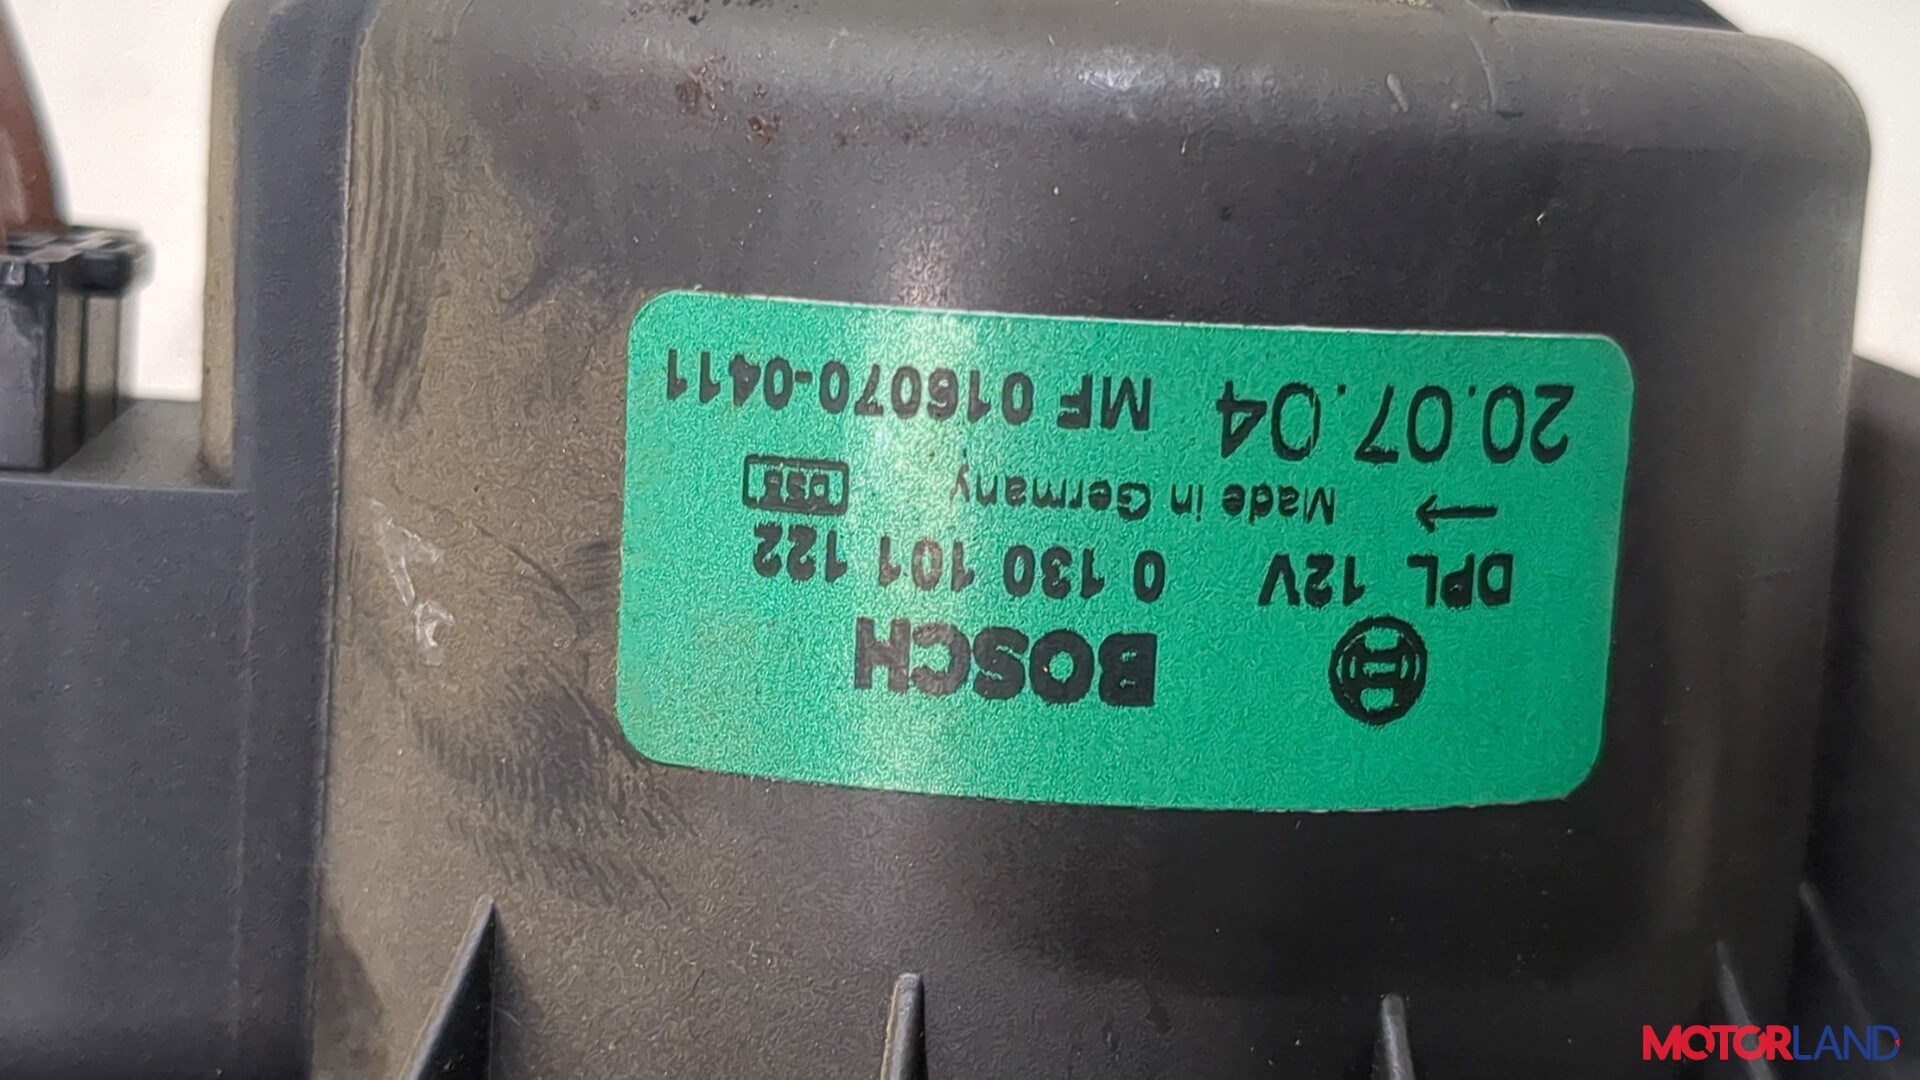 BOSCH
DPL 12V 0 130 101 122
Made in Germany
20.07.04 MF 016070-0411
MOTORLAND